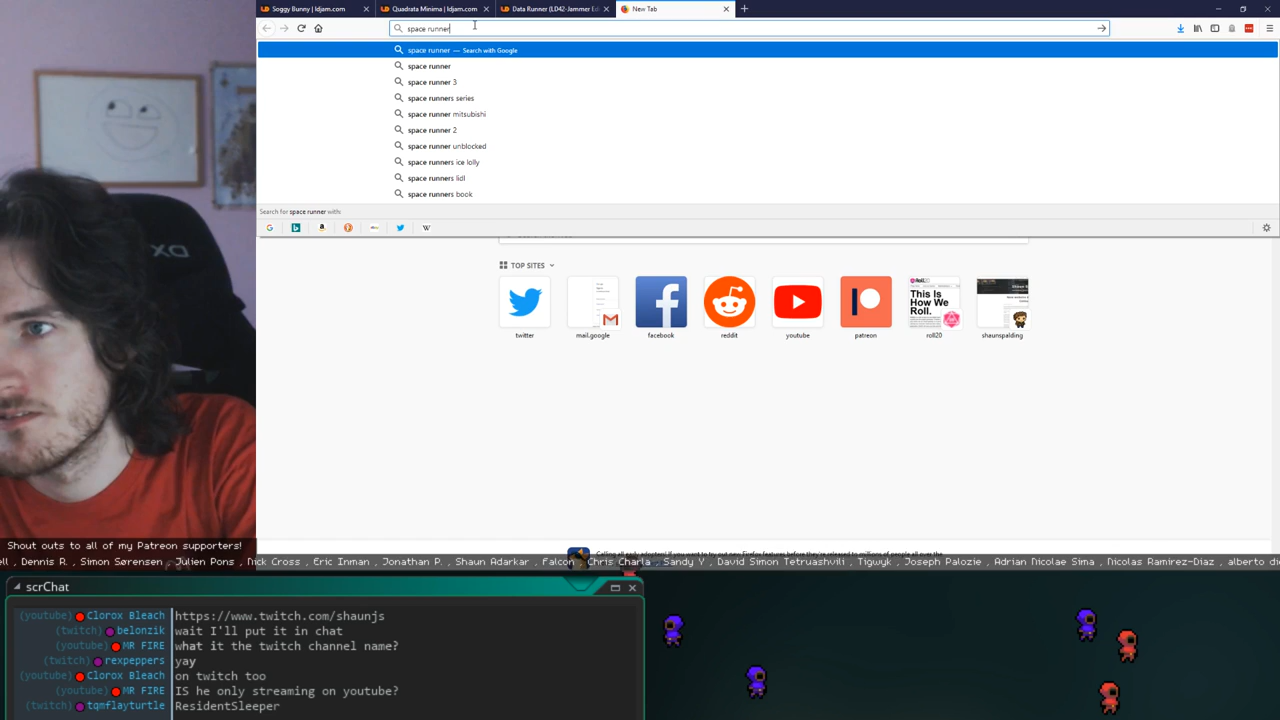 Soggy Bunny | ldjam.com
Quadrata Minima | ldjam.com
Data Runner (LD42-Jammer Ed
New Tab
space runner
space runner — Search with Google
space runner
space runner 3
space runners series
space runner mitsubishi
space runner 2
space runner unblocked
space runners ice lolly
space runners lidl
space runners book
Search for space runner with:
TOP SITES
twitter
mail.google
facebook
reddit
youtube
patreon
roll20
shaunspalding
This Is How We Roll.
XO
Shout outs to all of my Patreon supporters!
ell , Dennis R. , Simon Sørensen , Julien Pons , Nick Cross , Eric Inman , Jonathan P. , Shaun Adarkar , Falcon , Chris Charla , Sandy Y , David Simon Tetruashvili , Tigwyk , Joseph Palozie , Adrian Nicolae Sima , Nicolas Ramirez-Diaz , alberto di
scrChat
(youtube) Clorox Bleach https://www.twitch.com/shaunjs
(twitch) belonzik wait I'll put it in chat
(youtube) MR FIRE what it the twitch channel name?
(twitch) rexpeppers yay
(youtube) Clorox Bleach on twitch too
(youtube) MR FIRE IS he only streaming on youtube?
(twitch) tqmflayturtle ResidentSleeper